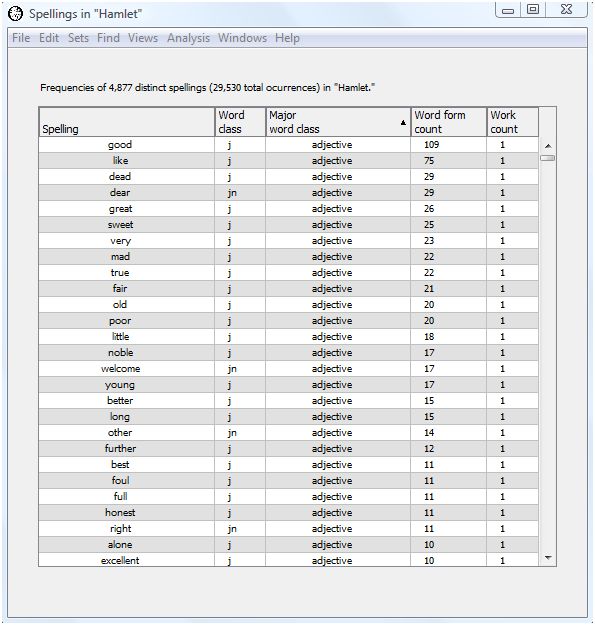 Spellings in "Hamlet"
File Edit Sets Find Views Analysis Windows Help
Frequencies of 4,877 distinct spellings (29,530 total ocurrences) in "Hamlet."
Spelling Word class Major word class Word form count Work count
good j adjective 109 1
like j adjective 75 1
dead j adjective 29 1
dear jn adjective 29 1
great j adjective 26 1
sweet j adjective 25 1
very j adjective 23 1
mad j adjective 22 1
true j adjective 22 1
fair j adjective 21 1
old j adjective 20 1
poor j adjective 20 1
little j adjective 18 1
noble j adjective 17 1
welcome jn adjective 17 1
young j adjective 17 1
better j adjective 15 1
long j adjective 15 1
other jn adjective 14 1
further j adjective 12 1
best j adjective 11 1
foul j adjective 11 1
full j adjective 11 1
honest j adjective 11 1
right jn adjective 11 1
alone j adjective 10 1
excellent j adjective 10 1